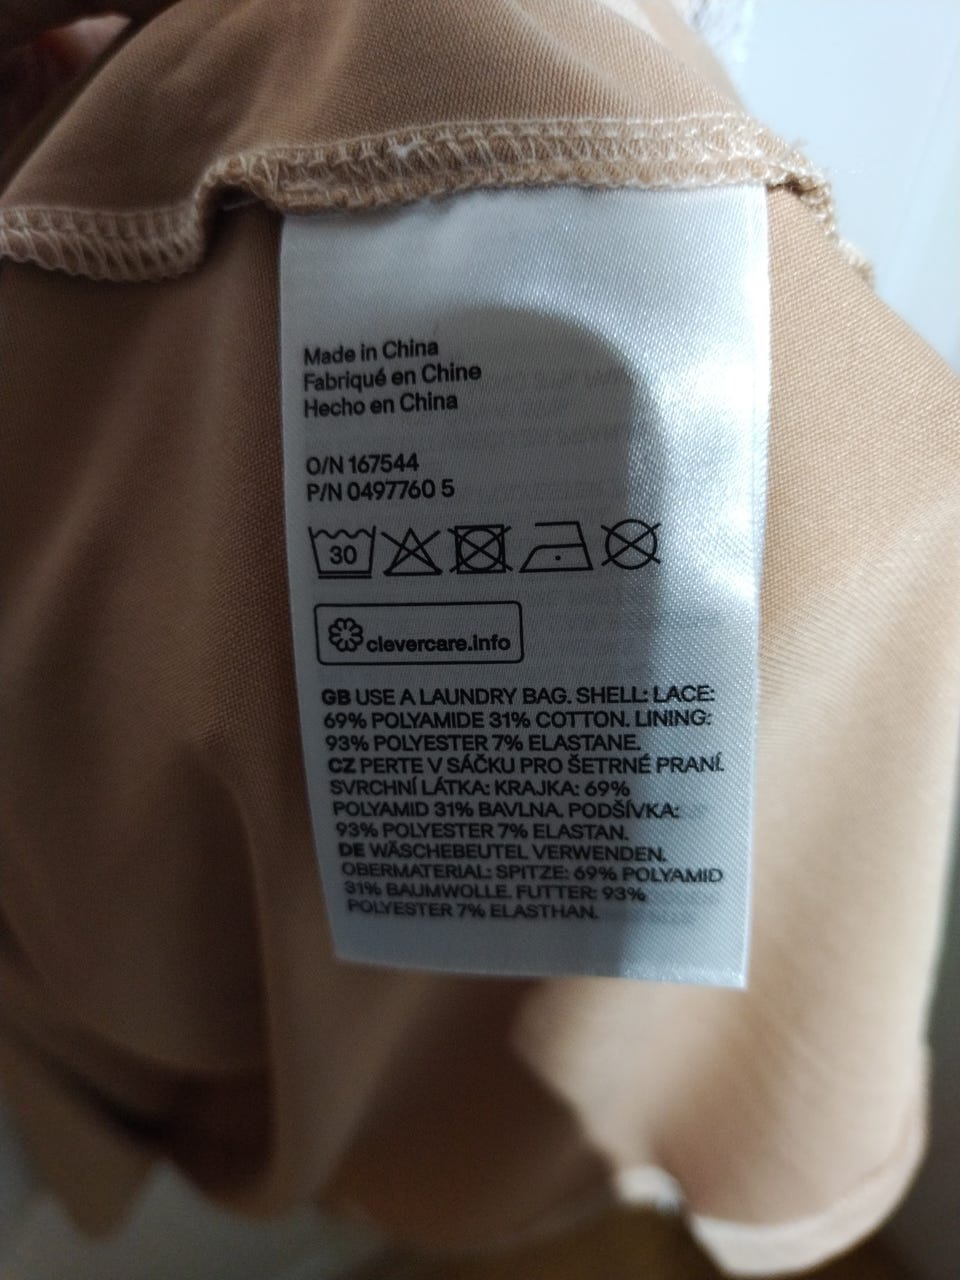 Made in China
Fabriqué en Chine
Hecho en China
O/N 167544
P/N 0497760 5
30
clevercare.info
GB USE A LAUNDRY BAG. SHELL: LACE:
69% POLYAMIDE 31% COTTON. LINING:
93% POLYESTER 7% ELASTANE.
CZ PERTE V SÁČKU PRO ŠETRNÉ PRANÍ.
SVRCHNÍ LÁTKA: KRAJKA: 69%
POLYAMID 31% BAVLNA. PODŠÍVKA:
93% POLYESTER 7% ELASTAN.
DE WÄSCHEBEUTEL VERWENDEN.
OBERMATERIAL: SPITZE: 69% POLYAMID
31% BAUMWOLLE. FUTTER: 93%
POLYESTER 7% ELASTHAN.